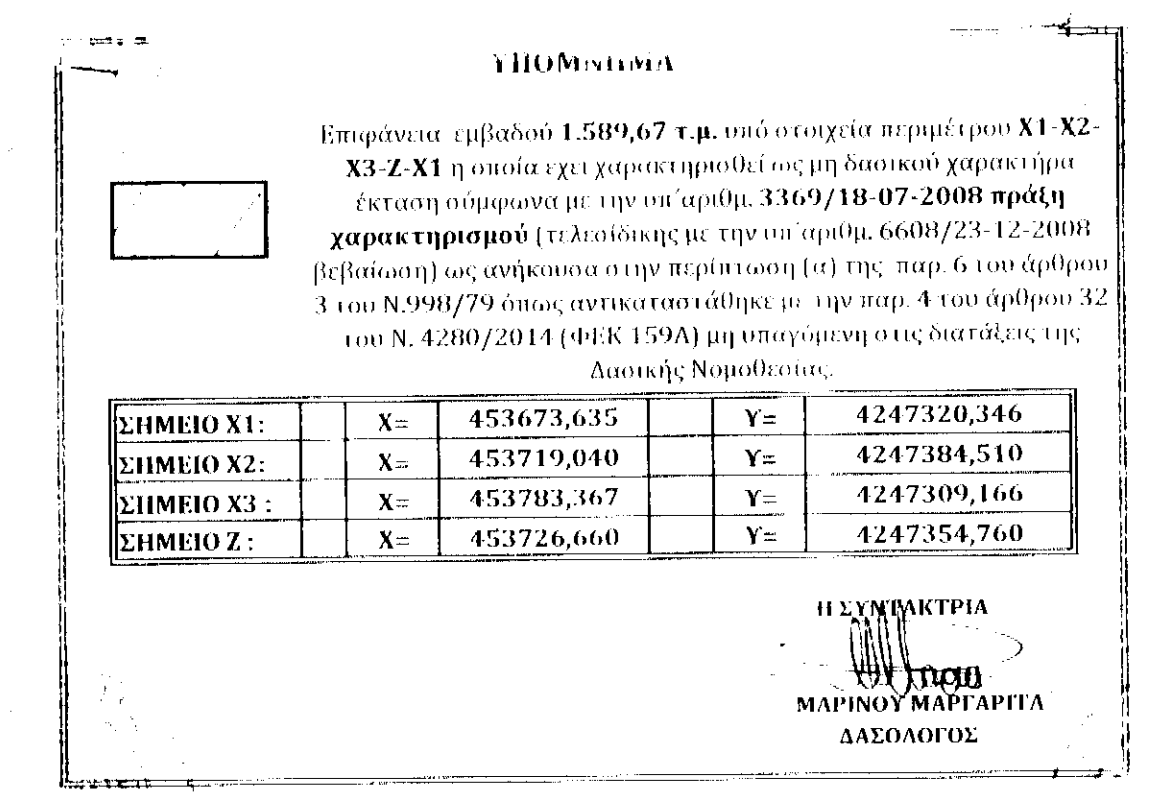 ΥΠΟΜΝΗΜΑ
Επιφάνεια εμβαδού 1.589,67 τ.μ. υπό στοιχεία περιμέτρου Χ1-Χ2-
Χ3-Ζ-Χ1 η οποία εχει χαρακτηρισθεί ως μη δασικού χαρακτήρα
έκταση σύμφωνα με την υπ΄αριθμ. 3369/18-07-2008 πράξη
χαρακτηρισμού (τελεσίδικης με την υπ΄αριθμ. 6608/23-12-2008
βεβαίωση) ως ανήκουσα στην περίπτωση (α) της παρ. 6 του άρθρου
3 του Ν.998/79 όπως αντικαταστάθηκε με την παρ. 4 του άρθρου 32
του Ν. 4280/2014 (ΦΕΚ 159Α) μη υπαγόμενη στις διατάξεις της
Δασικής Νομοθεσίας.
ΣΗΜΕΙΟ Χ1: Χ= 453673,635 Υ= 4247320,346
ΣΗΜΕΙΟ Χ2: Χ= 453719,040 Υ= 4247384,510
ΣΗΜΕΙΟ Χ3 : Χ= 453783,367 Υ= 4247309,166
ΣΗΜΕΙΟ Ζ : Χ= 453726,660 Υ= 4247354,760
Η ΣΥΝΤΑΚΤΡΙΑ
ΜΑΡΙΝΟΥ ΜΑΡΓΑΡΙΤΑ
ΔΑΣΟΛΟΓΟΣ